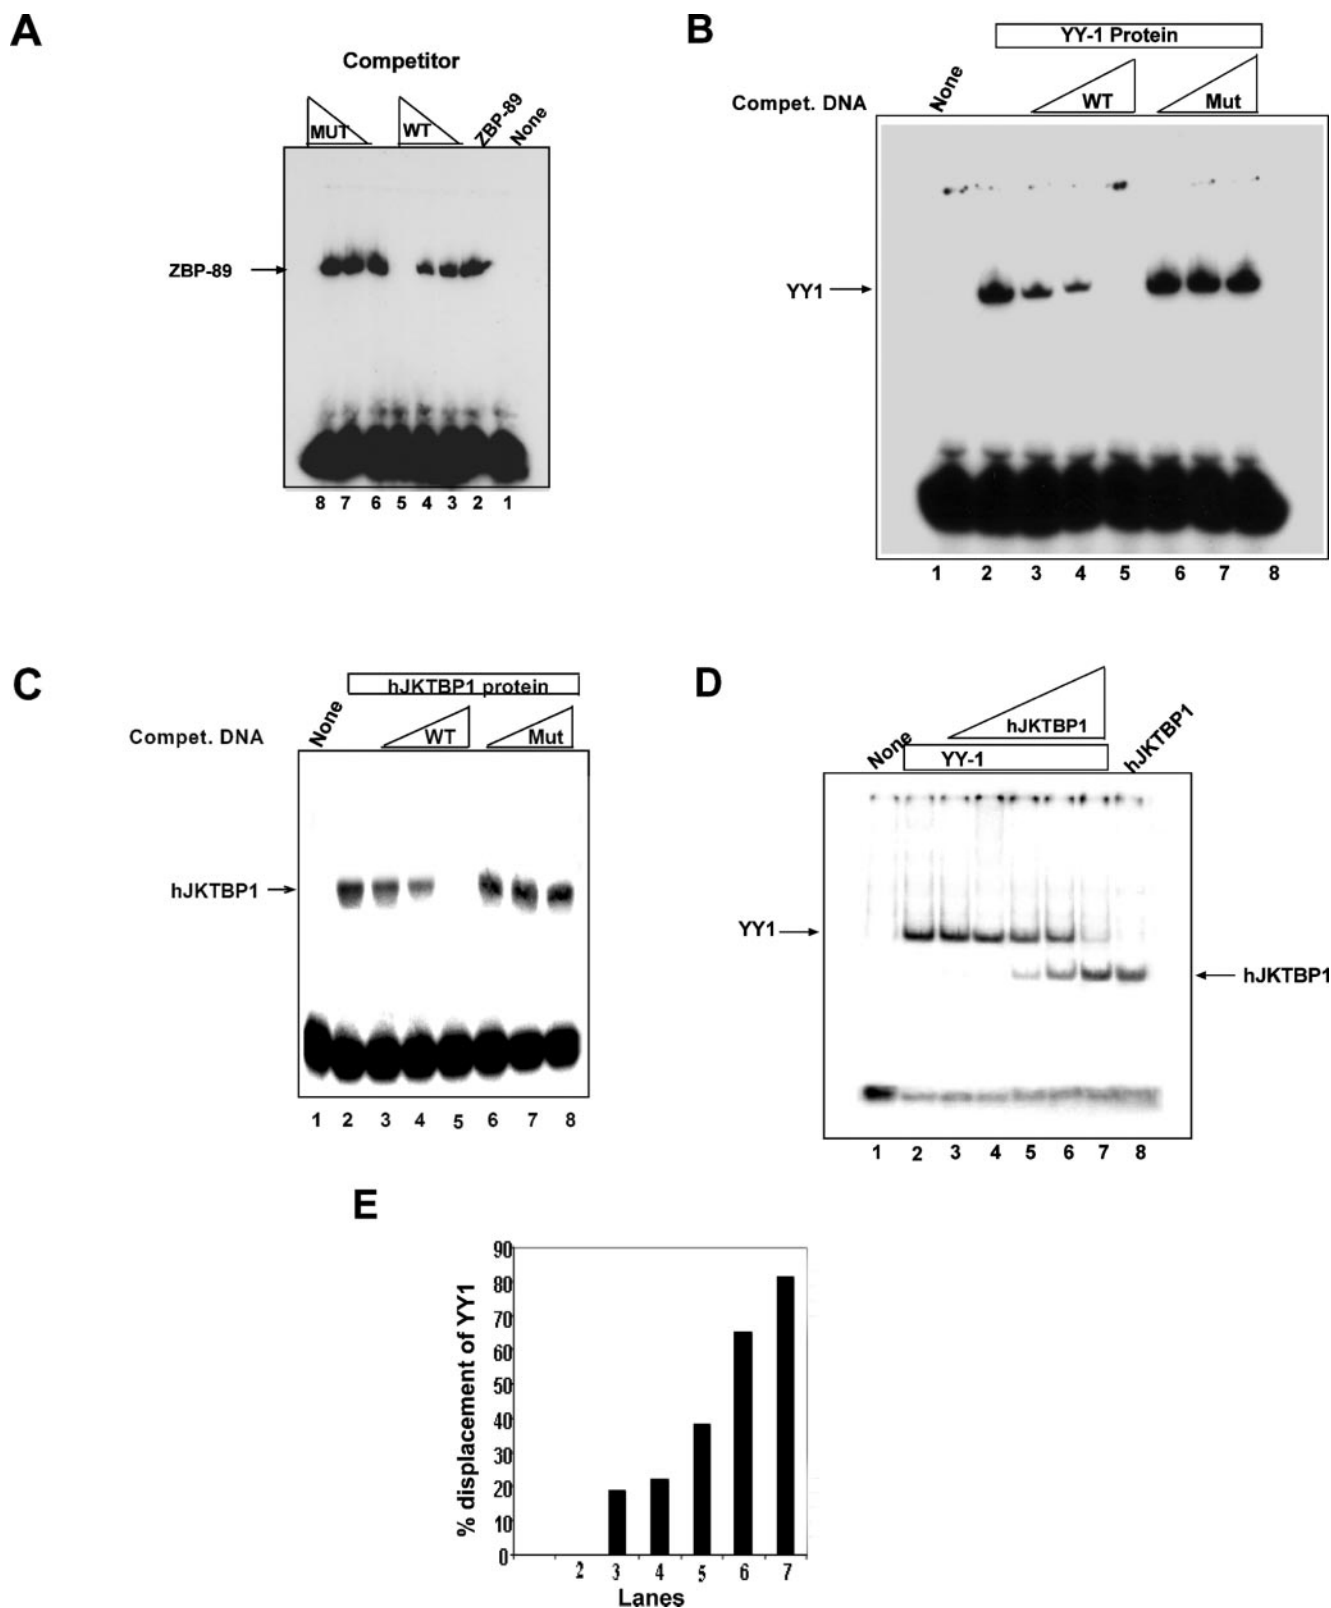 A
Competitor
MUT
WT
ZBP-89
None
ZBP-89
8 7 6 5 4 3 2 1
B
YY-1 Protein
None
Compet. DNA
WT
Mut
YY1
1 2 3 4 5 6 7 8
C
hJKTBP1 protein
None
Compet. DNA
WT
Mut
hJKTBP1
1 2 3 4 5 6 7 8
D
hJKTBP1
None
YY-1
hJKTBP1
YY1
hJKTBP1
1 2 3 4 5 6 7 8
E
% displacement of YY1
90
80
70
60
50
40
30
20
10
0
2 3 4 5 6 7
Lanes